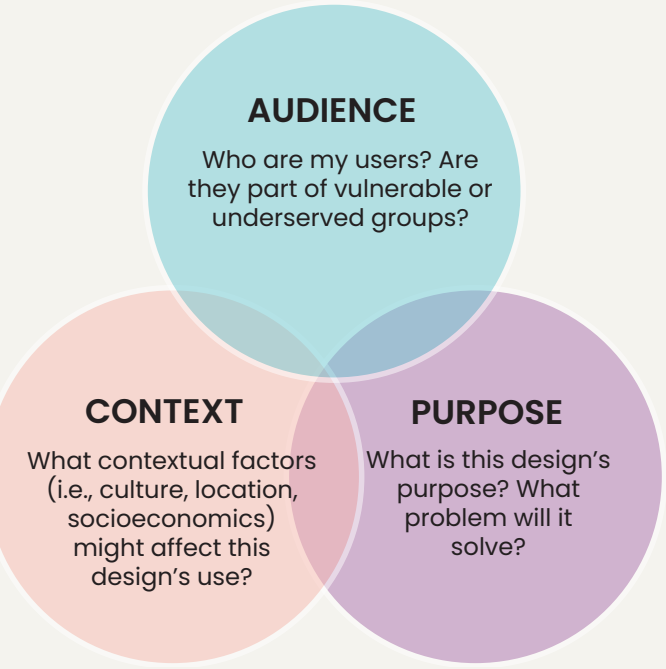 AUDIENCE
Who are my users? Are
they part of vulnerable or
underserved groups?
CONTEXT
What contextual factors
(i.e., culture, location,
socioeconomics)
might affect this
design’s use?
PURPOSE
What is this design’s
purpose? What
problem will it
solve?